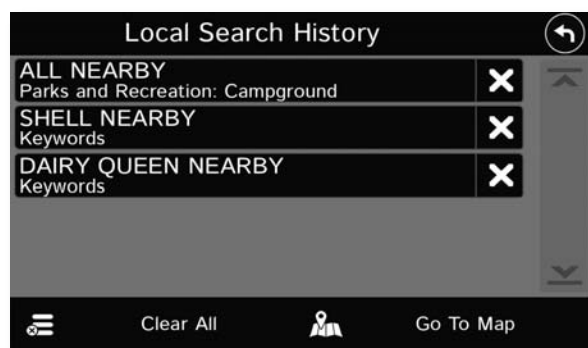 Local Search History
ALL NEARBY
Parks and Recreation: Campground
SHELL NEARBY
Keywords
DAIRY QUEEN NEARBY
Keywords
Clear All
Go To Map